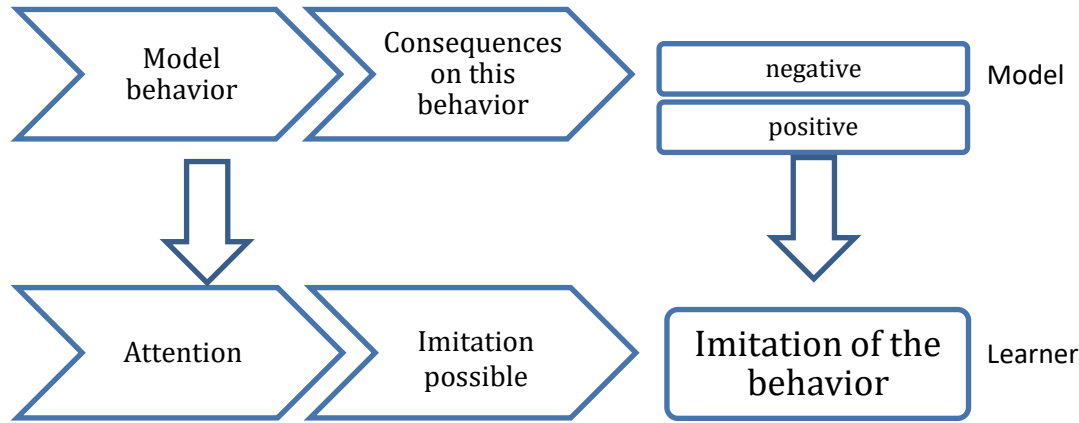 Model
behavior
Consequences
on this
behavior
negative
positive
Model
Attention
Imitation
possible
Imitation of the
behavior
Learner